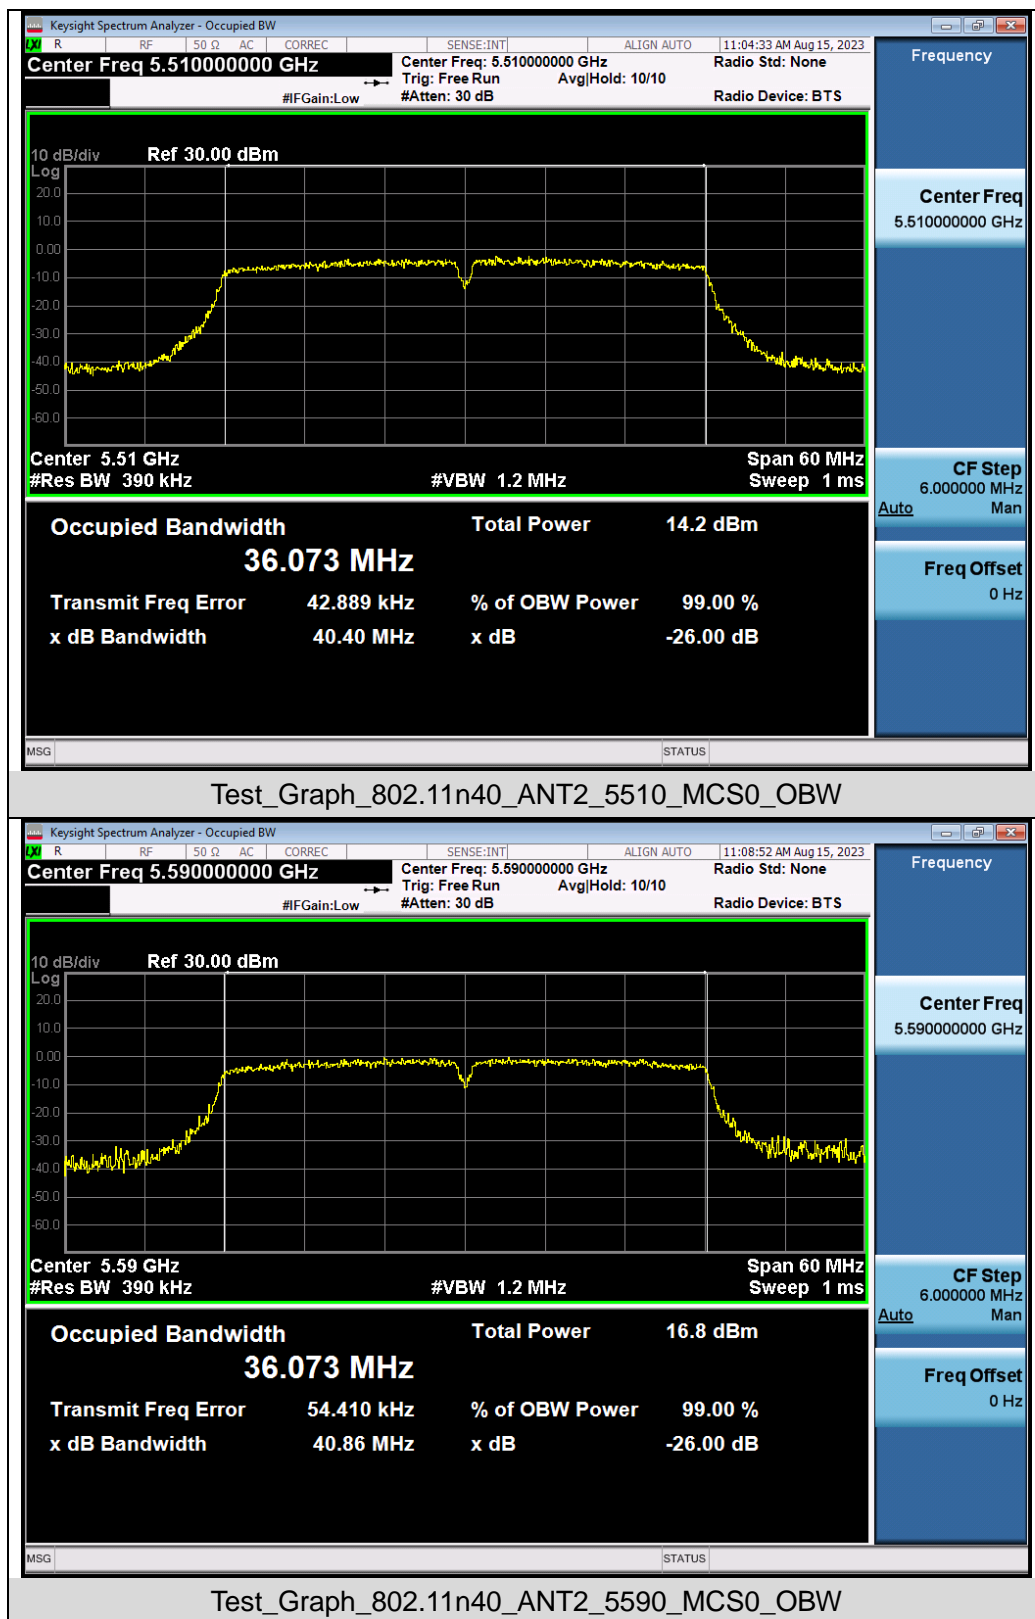 Keysight Spectrum Analyzer - Occupied BW
LXI R RF 50 Ω AC CORREC SENSE:INT ALIGN AUTO 11:04:33 AM Aug 15, 2023
Center Freq 5.510000000 GHz Center Freq: 5.510000000 GHz Radio Std: None
Trig: Free Run Avg|Hold: 10/10
#IFGain:Low #Atten: 30 dB Radio Device: BTS
10 dB/div Ref 30.00 dBm
Log
20.0
10.0
0.00
-10.0
-20.0
-30.0
-40.0
-50.0
-60.0
Center 5.51 GHz Span 60 MHz
#Res BW 390 kHz #VBW 1.2 MHz Sweep 1 ms
Occupied Bandwidth Total Power 14.2 dBm
36.073 MHz
Transmit Freq Error 42.889 kHz % of OBW Power 99.00 %
x dB Bandwidth 40.40 MHz x dB -26.00 dB
MSG STATUS
Frequency
Center Freq
5.510000000 GHz
CF Step
6.000000 MHz
Auto Man
Freq Offset
0 Hz
Test_Graph_802.11n40_ANT2_5510_MCS0_OBW
Keysight Spectrum Analyzer - Occupied BW
LXI R RF 50 Ω AC CORREC SENSE:INT ALIGN AUTO 11:08:52 AM Aug 15, 2023
Center Freq 5.590000000 GHz Center Freq: 5.590000000 GHz Radio Std: None
Trig: Free Run Avg|Hold: 10/10
#IFGain:Low #Atten: 30 dB Radio Device: BTS
10 dB/div Ref 30.00 dBm
Log
20.0
10.0
0.00
-10.0
-20.0
-30.0
-40.0
-50.0
-60.0
Center 5.59 GHz Span 60 MHz
#Res BW 390 kHz #VBW 1.2 MHz Sweep 1 ms
Occupied Bandwidth Total Power 16.8 dBm
36.073 MHz
Transmit Freq Error 54.410 kHz % of OBW Power 99.00 %
x dB Bandwidth 40.86 MHz x dB -26.00 dB
MSG STATUS
Frequency
Center Freq
5.590000000 GHz
CF Step
6.000000 MHz
Auto Man
Freq Offset
0 Hz
Test_Graph_802.11n40_ANT2_5590_MCS0_OBW